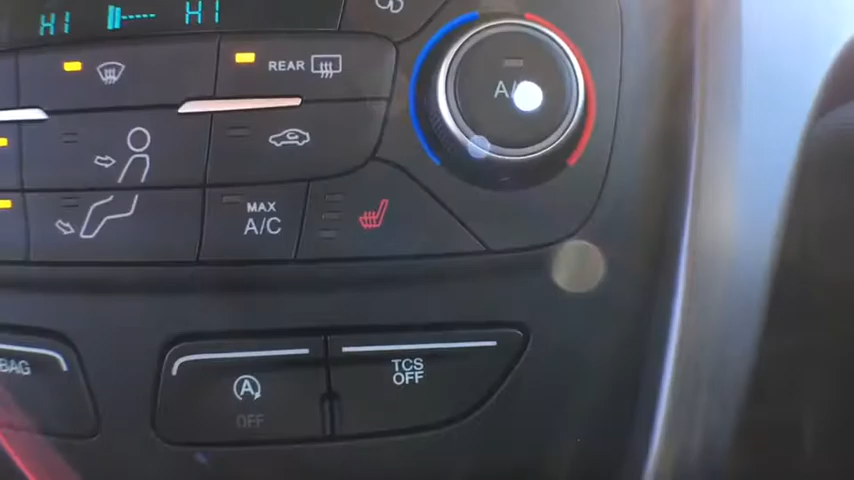 HI HI
REAR
A/
MAX
A/C
BAG
A
OFF
TCS
OFF